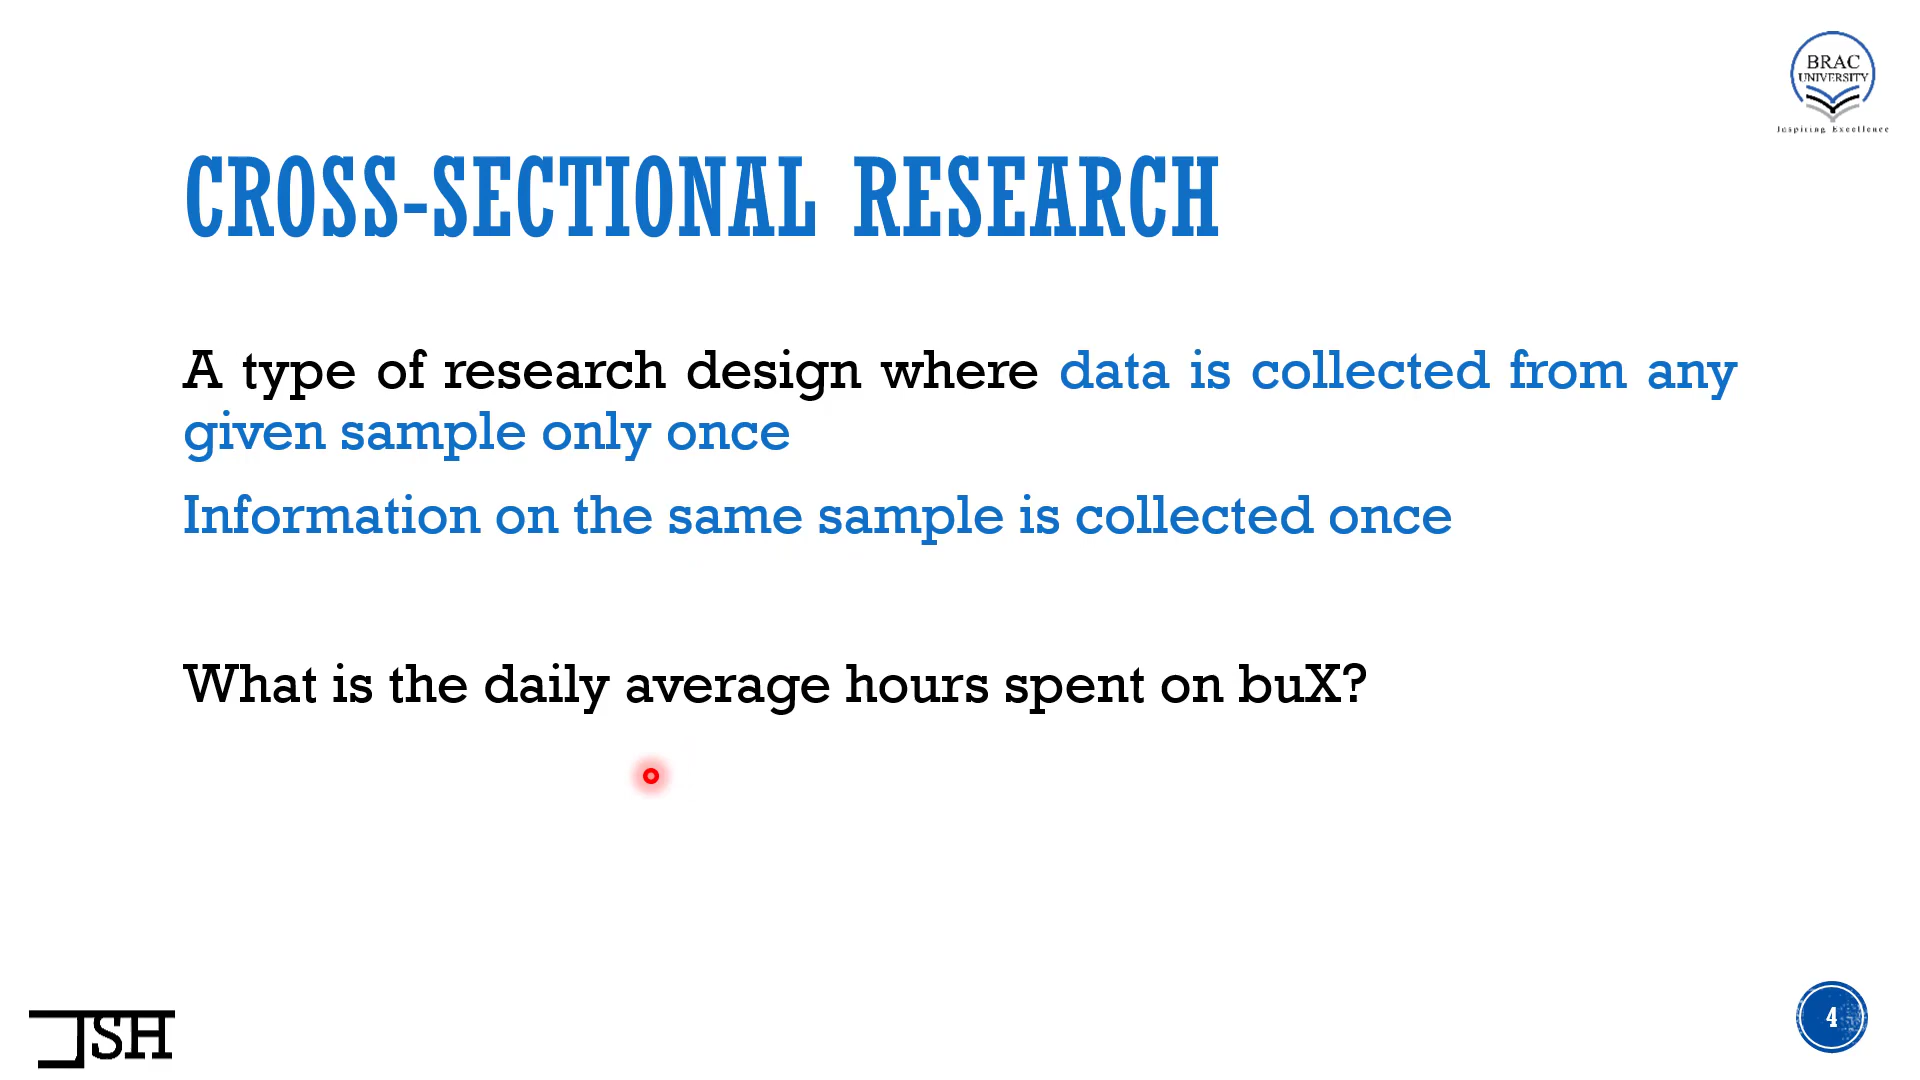 BRAC
UNIVERSITY
Inspiring Excellence
CROSS-SECTIONAL RESEARCH
A type of research design where data is collected from any
given sample only once
Information on the same sample is collected once
What is the daily average hours spent on buX?
JSH
4